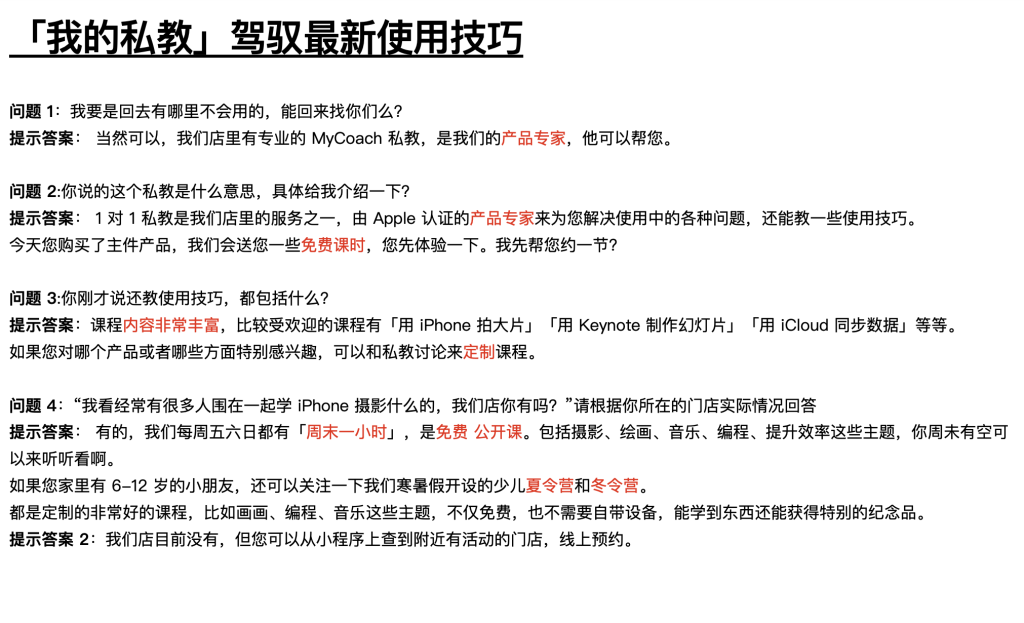 「我的私教」驾驭最新使用技巧
问题 1：我要是回去有哪里不会用的，能回来找你们么？
提示答案： 当然可以，我们店里有专业的 MyCoach 私教，是我们的产品专家，他可以帮您。
问题 2:你说的这个私教是什么意思，具体给我介绍一下？
提示答案： 1 对 1 私教是我们店里的服务之一，由 Apple 认证的产品专家来为您解决使用中的各种问题，还能教一些使用技巧。
今天您购买了主件产品，我们会送您一些免费课时，您先体验一下。我先帮您约一节？
问题 3:你刚才说还教使用技巧，都包括什么？
提示答案：课程内容非常丰富，比较受欢迎的课程有「用 iPhone 拍大片」「用 Keynote 制作幻灯片」「用 iCloud 同步数据」等等。
如果您对哪个产品或者哪些方面特别感兴趣，可以和私教讨论来定制课程。
问题 4：“我看经常有很多人围在一起学 iPhone 摄影什么的，我们店你有吗？”请根据你所在的门店实际情况回答
提示答案： 有的，我们每周五六日都有「周末一小时」，是免费 公开课。包括摄影、绘画、音乐、编程、提升效率这些主题，你周未有空可
以来听听看啊。
如果您家里有 6–12 岁的小朋友，还可以关注一下我们寒暑假开设的少儿夏令营和冬令营。
都是定制的非常好的课程，比如画画、编程、音乐这些主题，不仅免费，也不需要自带设备，能学到东西还能获得特别的纪念品。
提示答案 2：我们店目前没有，但您可以从小程序上查到附近有活动的门店，线上预约。